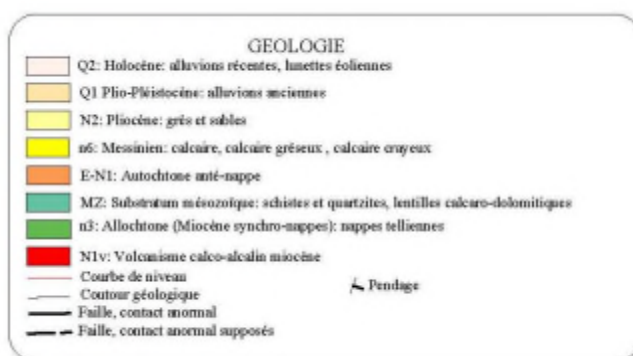 GEOLOGIE
Q2: Holocène: alluvions récentes, lunettes éoliennes
Q1 Plio-Pléistocène: alluvions anciennes
N2: Pliocène: grès et sables
n6: Messinien: calcaire, calcaire gréseux , calcaire crayeux
E-N1: Autochtone anté-nappe
MZ: Substratum mésozoïque: schistes et quartzites, lentilles calcaro-dolomitiques
n3: Allochtone (Miocène synchro-nappes): nappes telliennes
N1v: Volcanisme calco-alcalin miocène
Courbe de niveau
Contour géologique
Pendage
Faille, contact anormal
Faille, contact anormal supposés